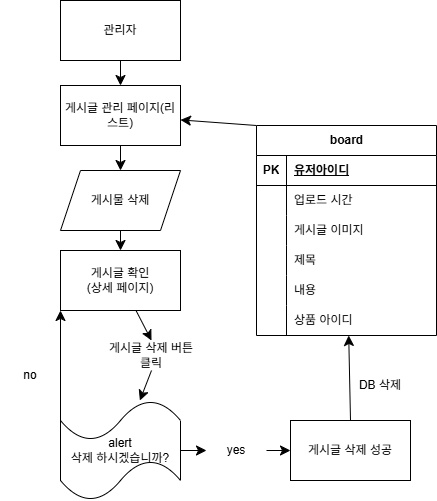 관리자
게시글 관리 페이지(리
스트)
board
PK
유저아이디
게시물 삭제
업로드 시간
게시글 이미지
게시글 확인
(상세 페이지)
제목
내용
상품 아이디
게시글 삭제 버튼
클릭
no
DB 삭제
alert
삭제 하시겠습니까?
yes
게시글 삭제 성공